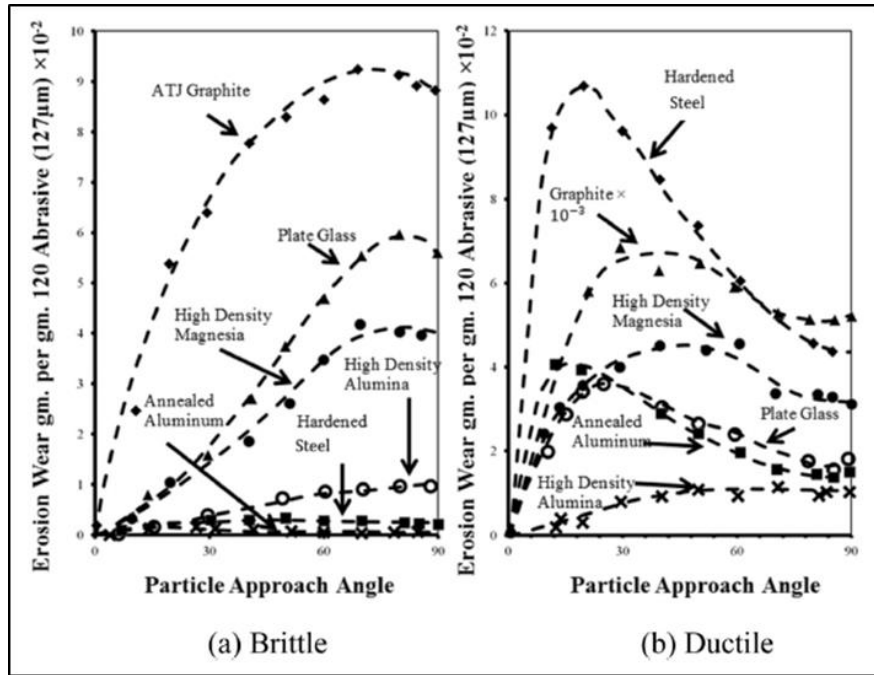 Erosion Wear gm. per gm. 120 Abrasive (127µm) ×10⁻²
10
9
8
7
6
5
4
3
2
1
0
ATJ Graphite
Plate Glass
High Density
Magnesia
High Density
Alumina
Annealed
Aluminum
Hardened
Steel
0
30
60
90
Particle Approach Angle
(a) Brittle
Erosion Wear gm. per gm. 120 Abrasive (127µm) ×10⁻²
12
10
8
6
4
2
0
Hardened
Steel
Graphite ×
10⁻³
High Density
Magnesia
Annealed
Aluminum
Plate Glass
High Density
Alumina
0
30
60
90
Particle Approach Angle
(b) Ductile